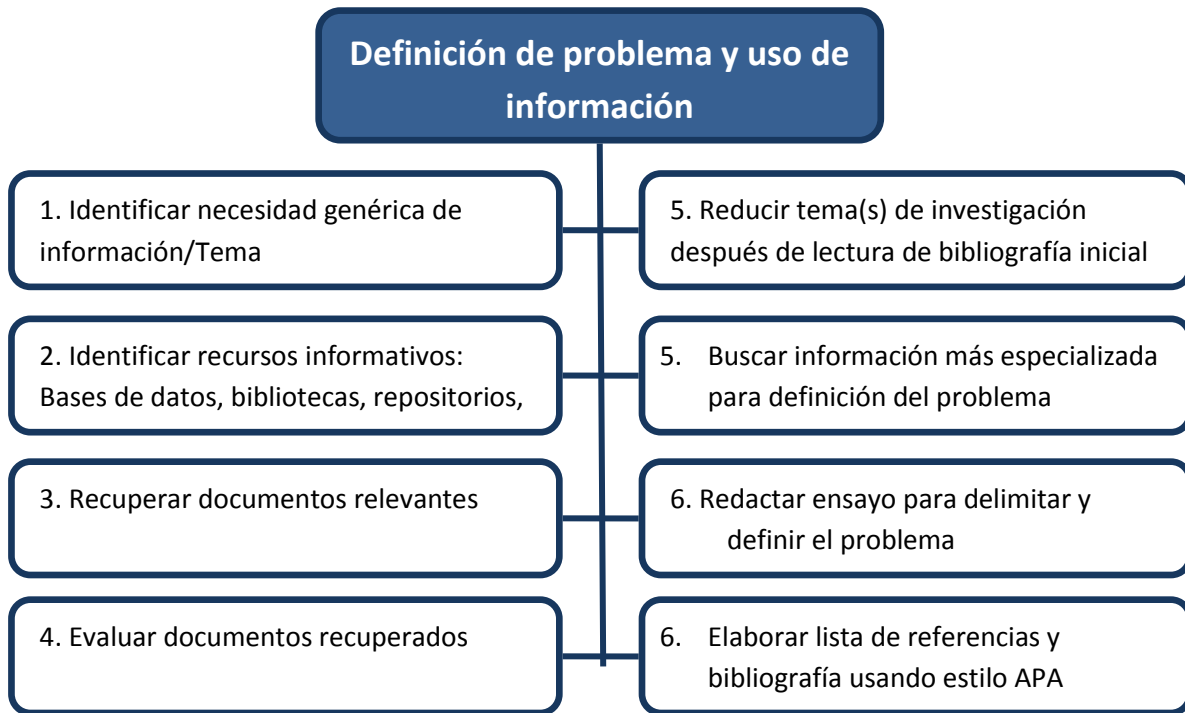 Definición de problema y uso de
información
1. Identificar necesidad genérica de
información/Tema
2. Identificar recursos informativos:
Bases de datos, bibliotecas, repositorios,
3. Recuperar documentos relevantes
4. Evaluar documentos recuperados
5. Reducir tema(s) de investigación
después de lectura de bibliografía inicial
5. Buscar información más especializada
para definición del problema
6. Redactar ensayo para delimitar y
definir el problema
6. Elaborar lista de referencias y
bibliografía usando estilo APA